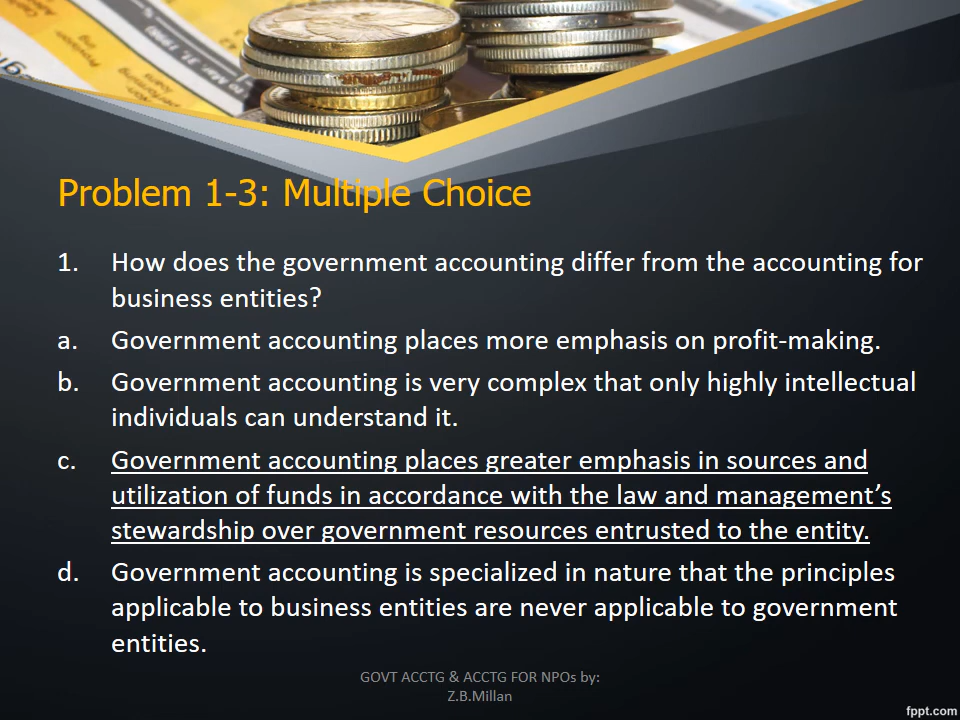 Problem 1-3: Multiple Choice
1. How does the government accounting differ from the accounting for
business entities?
a. Government accounting places more emphasis on profit-making.
b. Government accounting is very complex that only highly intellectual
individuals can understand it.
c. Government accounting places greater emphasis in sources and
utilization of funds in accordance with the law and management’s
stewardship over government resources entrusted to the entity.
d. Government accounting is specialized in nature that the principles
applicable to business entities are never applicable to government
entities.
GOVT ACCTG & ACCTG FOR NPOs by:
Z.B.Millan
fppt.com